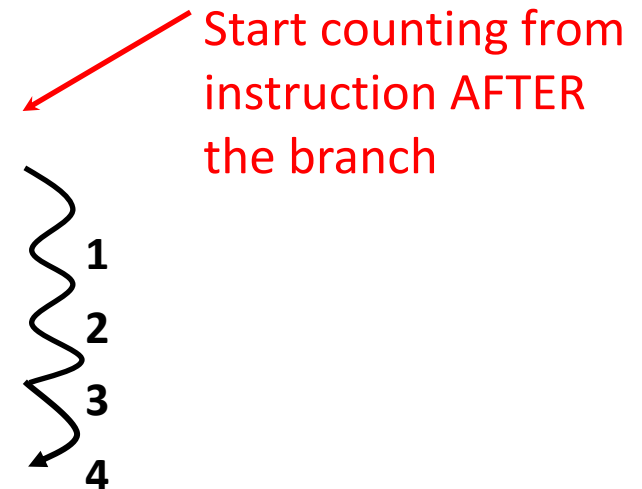 Start counting from
instruction AFTER
the branch
1
2
3
4